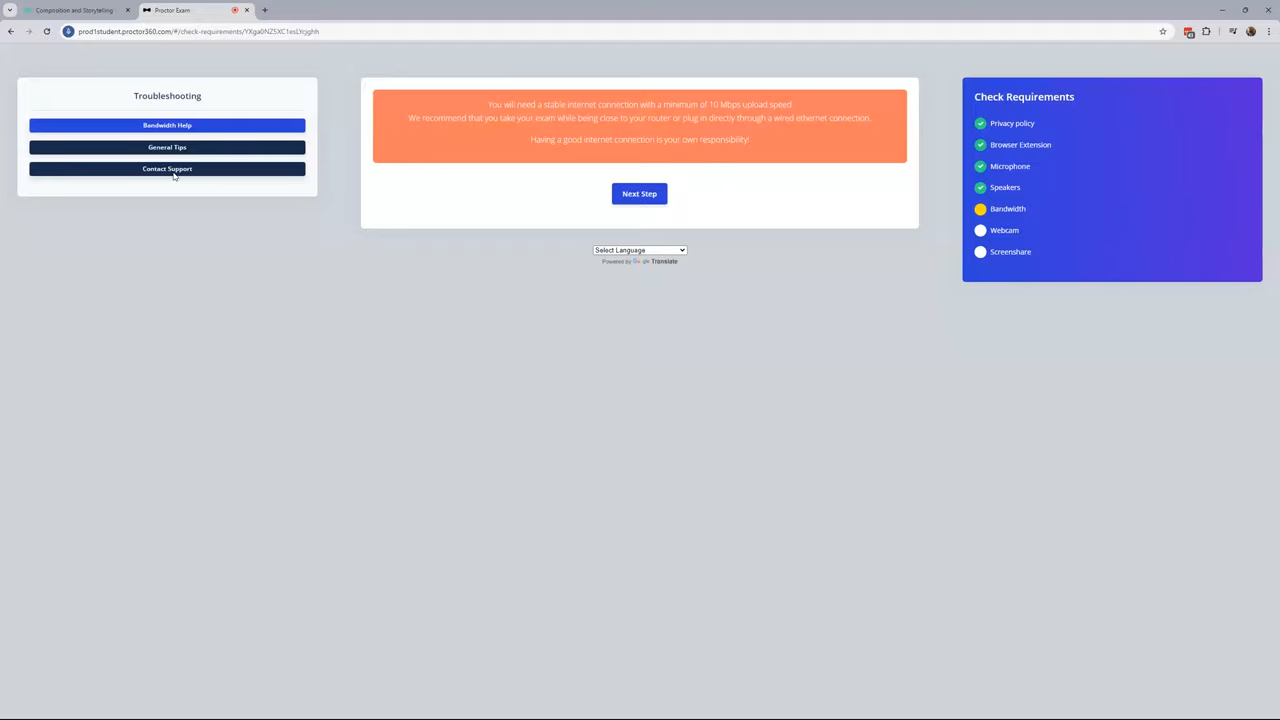 Composition and Storytelling
Proctor Exam
prod1student.proctor360.com/#/check-requirements/YXga0NZ5XC1esLYcjghh
Troubleshooting
Bandwidth Help
General Tips
Contact Support
You will need a stable internet connection with a minimum of 10 Mbps upload speed
We recommend that you take your exam while being close to your router or plug in directly through a wired ethernet connection.
Having a good internet connection is your own responsibility!
Next Step
Select Language
Powered by Google Translate
Check Requirements
Privacy policy
Browser Extension
Microphone
Speakers
Bandwidth
Webcam
Screenshare